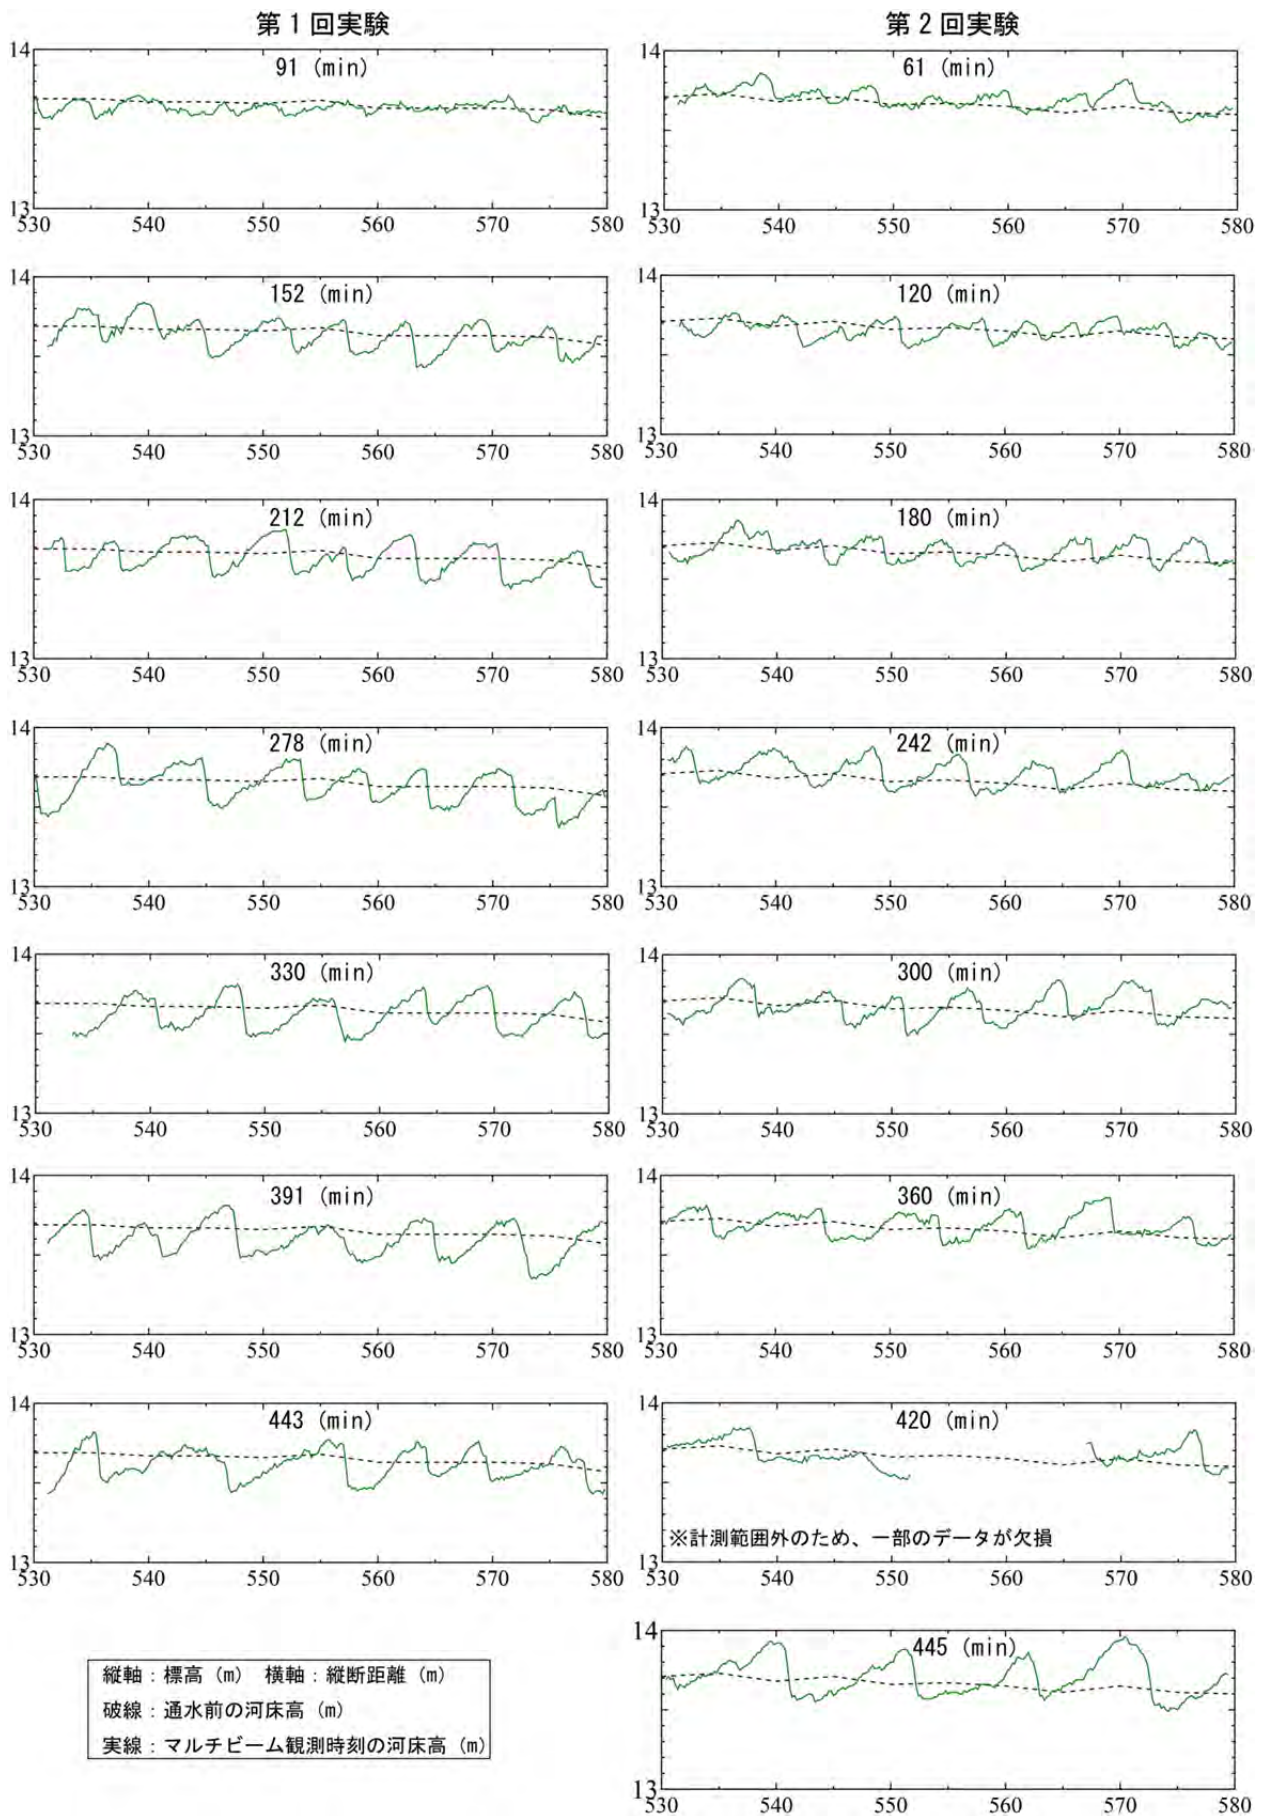 第1回実験
第2回実験
91 (min)
14
13
530 540 550 560 570 580
61 (min)
14
13
530 540 550 560 570 580
152 (min)
14
13
530 540 550 560 570 580
120 (min)
14
13
530 540 550 560 570 580
212 (min)
14
13
530 540 550 560 570 580
180 (min)
14
13
530 540 550 560 570 580
278 (min)
14
13
530 540 550 560 570 580
242 (min)
14
13
530 540 550 560 570 580
330 (min)
14
13
530 540 550 560 570 580
300 (min)
14
13
530 540 550 560 570 580
391 (min)
14
13
530 540 550 560 570 580
360 (min)
14
13
530 540 550 560 570 580
443 (min)
14
13
530 540 550 560 570 580
420 (min)
14
※計測範囲外のため、一部のデータが欠損
13
530 540 550 560 570 580
445 (min)
14
13
530 540 550 560 570 580
縦軸：標高 (m) 横軸：縦断距離 (m)
破線：通水前の河床高 (m)
実線：マルチビーム観測時刻の河床高 (m)